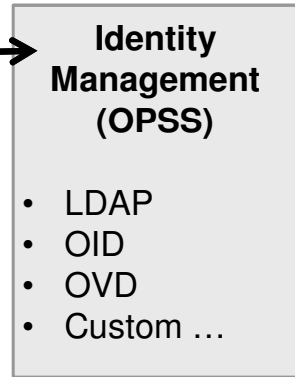 Identity
Management
(OPSS)
• LDAP
• OID
• OVD
• Custom …